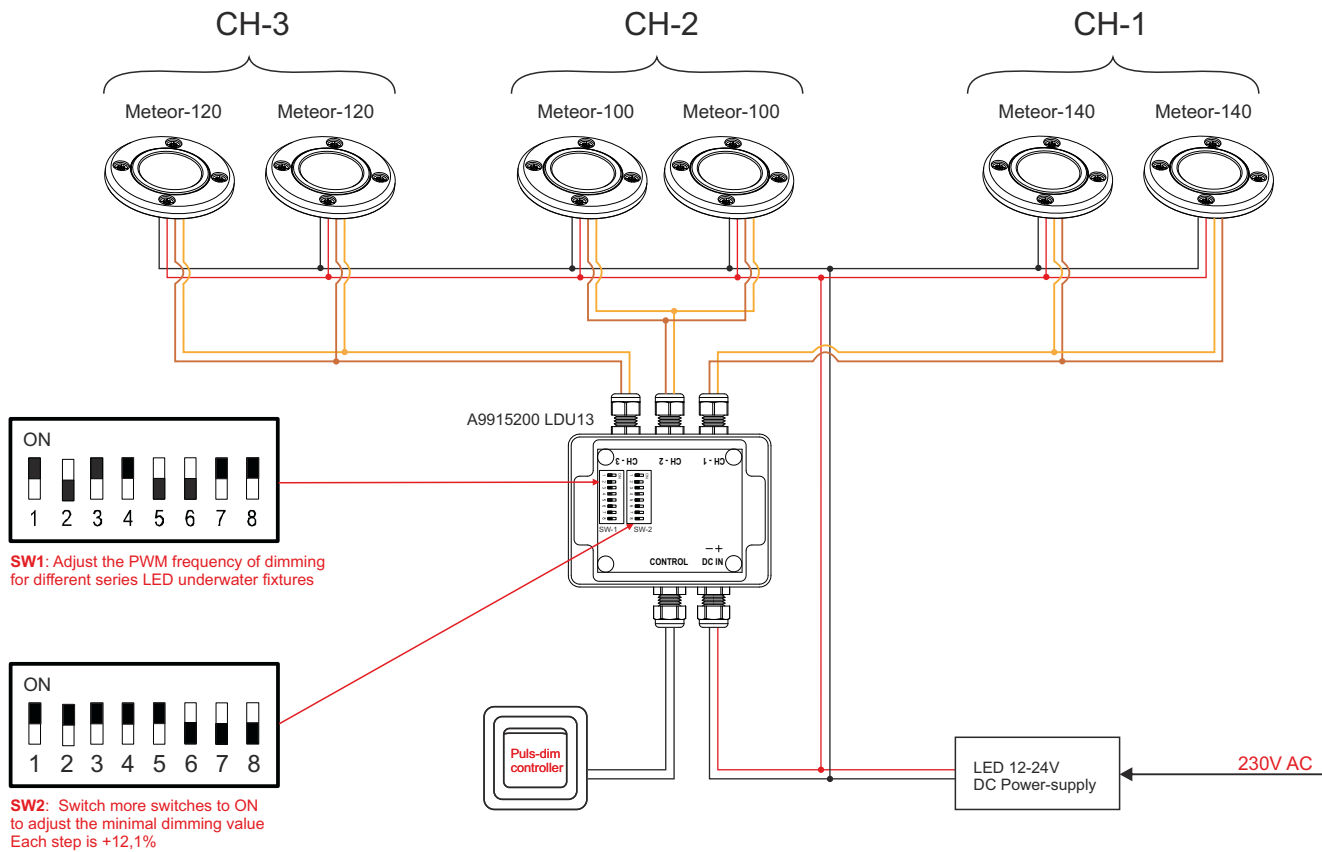 CH-3
CH-2
CH-1
Meteor-120
Meteor-120
Meteor-100
Meteor-100
Meteor-140
Meteor-140
A9915200 LDU13
CH - 3
CH - 2
CH - 1
ON
1 2 3 4 5 6 7 8
SW-1
SW-2
SW1: Adjust the PWM frequency of dimming
for different series LED underwater fixtures
- +
CONTROL
DC IN
ON
1 2 3 4 5 6 7 8
SW2: Switch more switches to ON
to adjust the minimal dimming value
Each step is +12,1%
Puls-dim
controller
LED 12-24V
DC Power-supply
230V AC